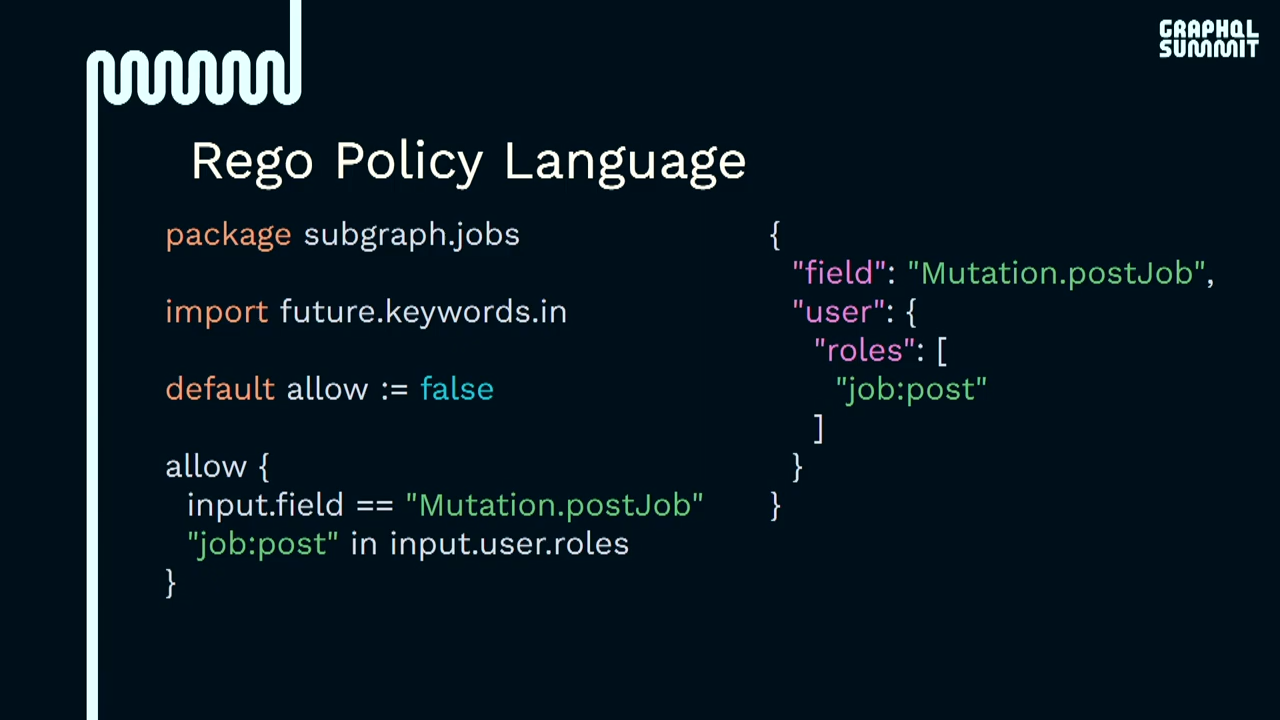 GRAPHQL
SUMMIT
Rego Policy Language
package subgraph.jobs
import future.keywords.in
default allow := false
allow {
input.field == "Mutation.postJob"
"job:post" in input.user.roles
}
{
"field": "Mutation.postJob",
"user": {
"roles": [
"job:post"
]
}
}